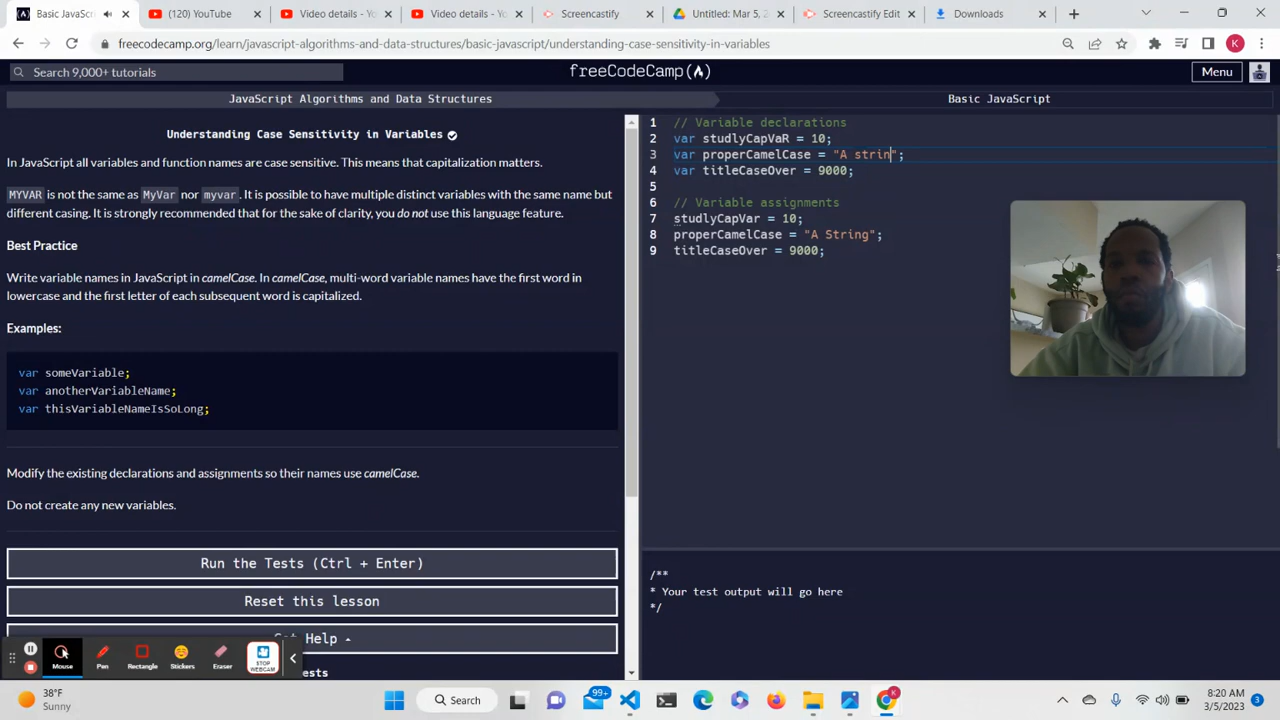 Basic JavaScrip
(120) YouTube
Video details - Yo
Video details - Yo
Screencastify
Untitled: Mar 5, 2
Screencastify Edit
Downloads
freecodecamp.org/learn/javascript-algorithms-and-data-structures/basic-javascript/understanding-case-sensitivity-in-variables
K
Search 9,000+ tutorials
freeCodeCamp
Menu
JavaScript Algorithms and Data Structures
Basic JavaScript
Understanding Case Sensitivity in Variables
In JavaScript all variables and function names are case sensitive. This means that capitalization matters.
MYVAR is not the same as MyVar nor myvar. It is possible to have multiple distinct variables with the same name but
different casing. It is strongly recommended that for the sake of clarity, you do not use this language feature.
Best Practice
Write variable names in JavaScript in camelCase. In camelCase, multi-word variable names have the first word in
lowercase and the first letter of each subsequent word is capitalized.
Examples:
var someVariable;
var anotherVariableName;
var thisVariableNameIsSoLong;
Modify the existing declarations and assignments so their names use camelCase.
Do not create any new variables.
Run the Tests (Ctrl + Enter)
Reset this lesson
Help
ests
1 // Variable declarations
2 var studlyCapVaR = 10;
3 var properCamelCase = "A strin";
4 var titleCaseOver = 9000;
5
6 // Variable assignments
7 studlyCapVar = 10;
8 properCamelCase = "A String";
9 titleCaseOver = 9000;
/**
* Your test output will go here
*/
Mouse
Pen
Rectangle
Stickers
Eraser
STOP WEBCAM
38°F
Sunny
Search
99+
K
8:20 AM
3/5/2023
3